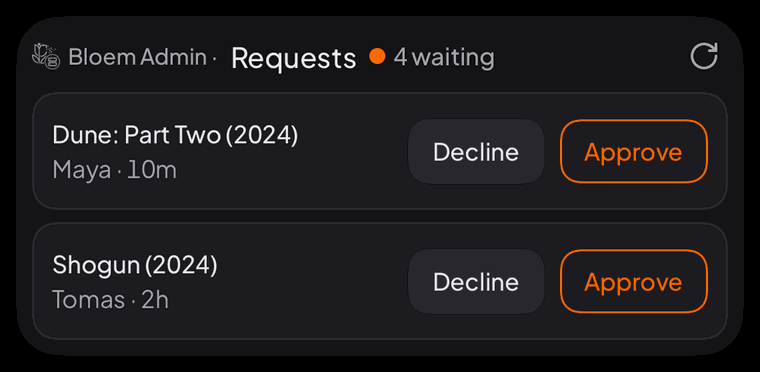 Bloem Admin · Requests 4 waiting
Dune: Part Two (2024)
Maya · 10m
Decline
Approve
Shogun (2024)
Tomas · 2h
Decline
Approve